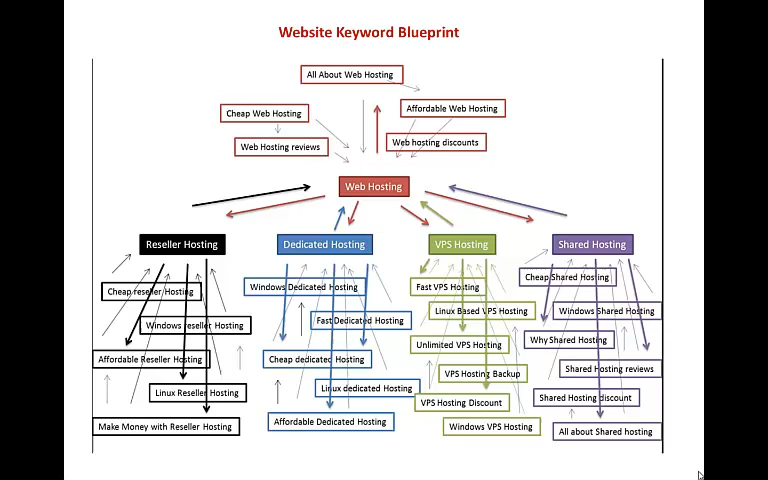 Website Keyword Blueprint
All About Web Hosting
Cheap Web Hosting
Affordable Web Hosting
Web Hosting reviews
Web hosting discounts
Web Hosting
Reseller Hosting
Dedicated Hosting
VPS Hosting
Shared Hosting
Cheap reseller Hosting
Windows reseller Hosting
Affordable Reseller Hosting
Linux Reseller Hosting
Make Money with Reseller Hosting
Windows Dedicated Hosting
Fast Dedicated Hosting
Cheap dedicated Hosting
Linux dedicated Hosting
Affordable Dedicated Hosting
Fast VPS Hosting
Linux Based VPS Hosting
Unlimited VPS Hosting
VPS Hosting Backup
VPS Hosting Discount
Windows VPS Hosting
Cheap Shared Hosting
Windows Shared Hosting
Why Shared Hosting
Shared Hosting reviews
Shared Hosting discount
All about Shared hosting